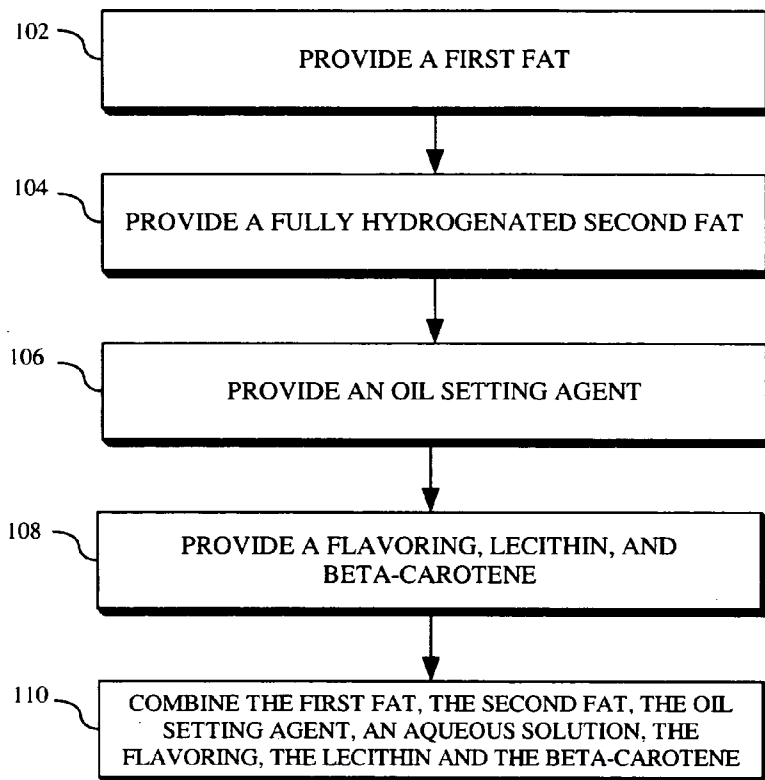 102
PROVIDE A FIRST FAT
104
PROVIDE A FULLY HYDROGENATED SECOND FAT
106
PROVIDE AN OIL SETTING AGENT
108
PROVIDE A FLAVORING, LECITHIN, AND
BETA-CAROTENE
110
COMBINE THE FIRST FAT, THE SECOND FAT, THE OIL
SETTING AGENT, AN AQUEOUS SOLUTION, THE
FLAVORING, THE LECITHIN AND THE BETA-CAROTENE